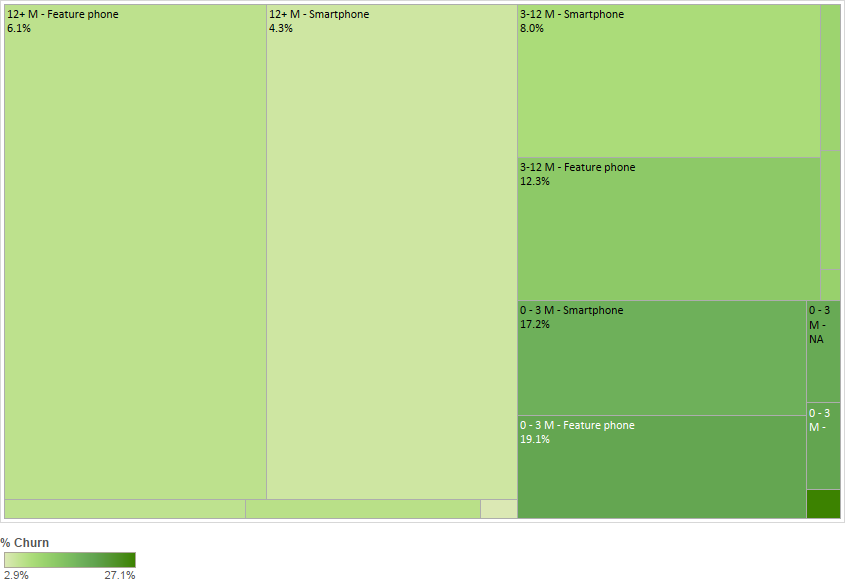 12+ M - Feature phone
6.1%
12+ M - Smartphone
4.3%
3-12 M - Smartphone
8.0%
3-12 M - Feature phone
12.3%
0 - 3 M - Smartphone
17.2%
0 - 3
M -
NA
0 - 3 M - Feature phone
19.1%
0 - 3
M -
% Churn
2.9%
27.1%